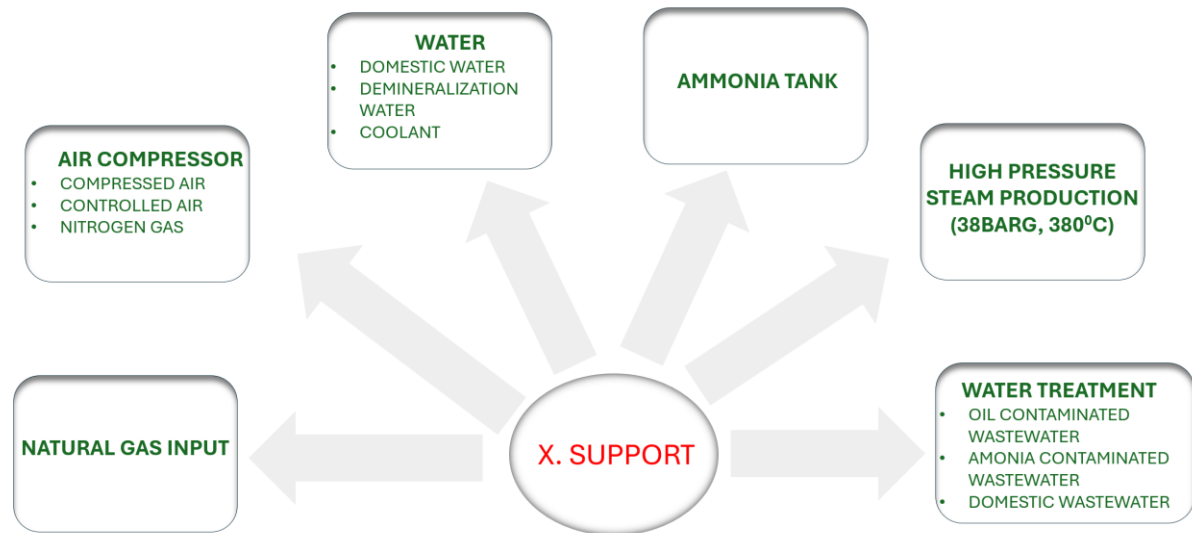 WATER
• DOMESTIC WATER
• DEMINERALIZATION
WATER
• COOLANT
AMMONIA TANK
AIR COMPRESSOR
• COMPRESSED AIR
• CONTROLLED AIR
• NITROGEN GAS
HIGH PRESSURE
STEAM PRODUCTION
(38BARG, 380⁰C)
NATURAL GAS INPUT
X. SUPPORT
WATER TREATMENT
• OIL CONTAMINATED
WASTEWATER
• AMONIA CONTAMINATED
WASTEWATER
• DOMESTIC WASTEWATER